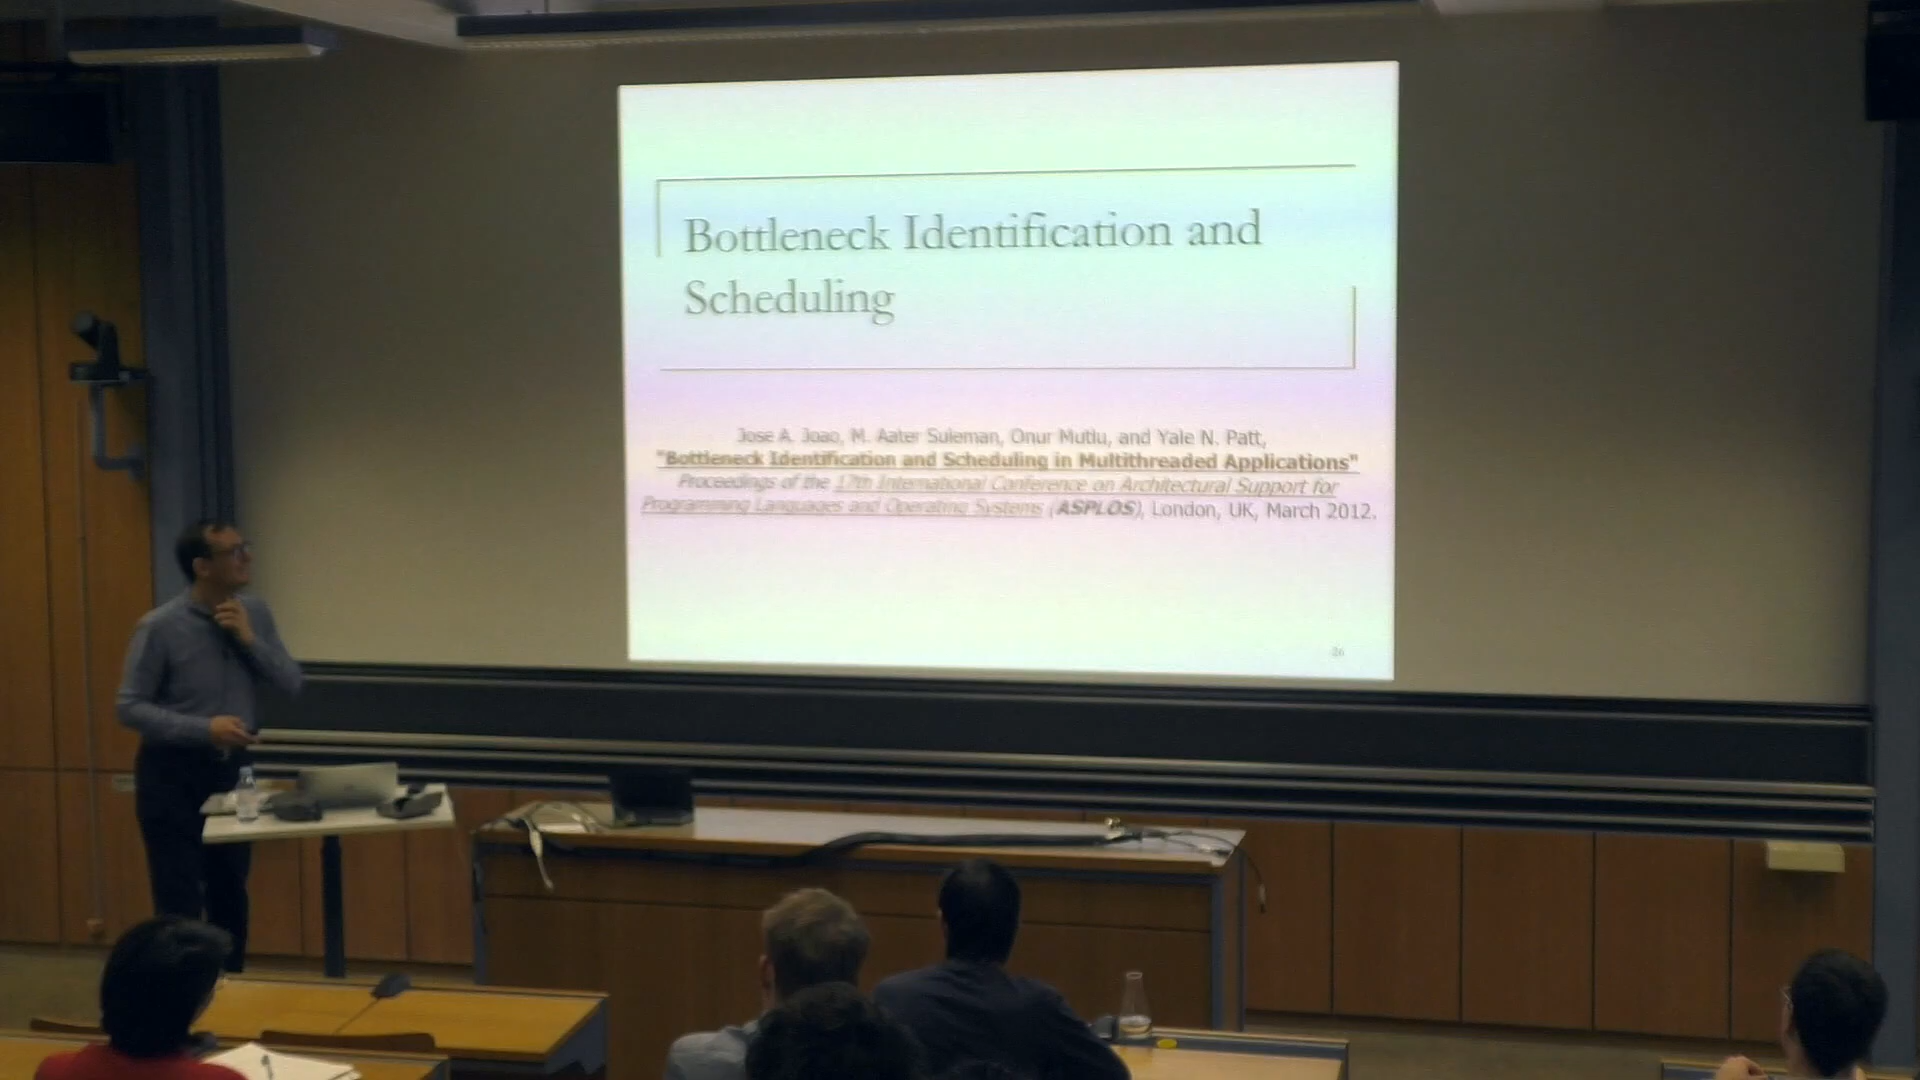 Bottleneck Identification and
Scheduling
Jose A. Joao, M. Aater Suleman, Onur Mutlu, and Yale N. Patt,
"Bottleneck Identification and Scheduling in Multithreaded Applications"
Proceedings of the 17th International Conference on Architectural Support for
Programming Languages and Operating Systems (ASPLOS), London, UK, March 2012.
26